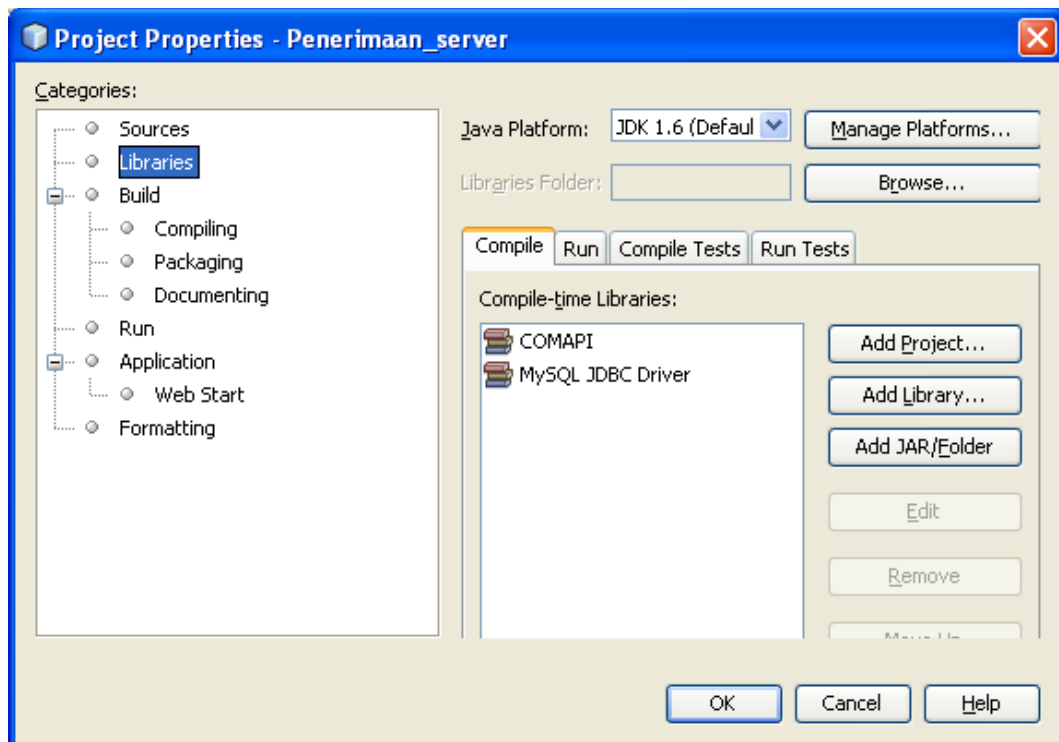 Project Properties - Penerimaan_server
Categories:
Sources
Libraries
Build
Compiling
Packaging
Documenting
Run
Application
Web Start
Formatting
Java Platform:
JDK 1.6 (Defaul
Manage Platforms...
Libraries Folder:
Browse...
Compile
Run
Compile Tests
Run Tests
Compile-time Libraries:
COMAPI
MySQL JDBC Driver
Add Project...
Add Library...
Add JAR/Folder
Edit
Remove
OK
Cancel
Help